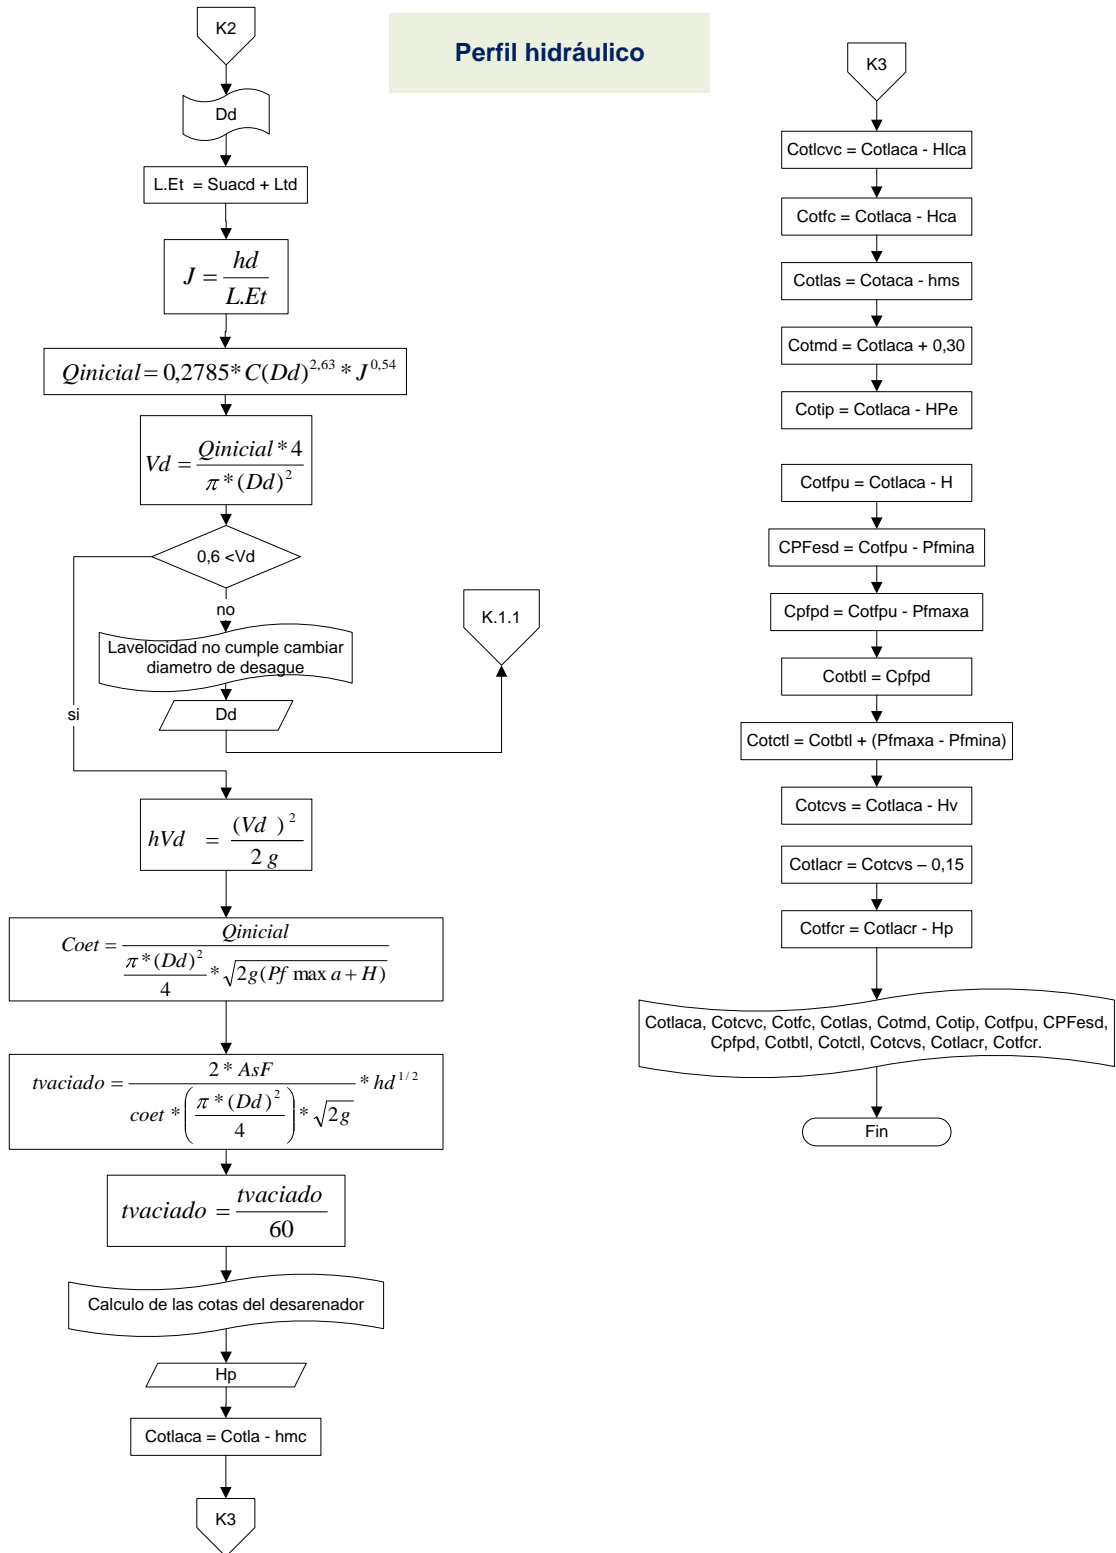 Perfil hidráulico
K2
Dd
L.Et = Suacd + Ltd
J = hd / L.Et
Qinicial = 0,2785 * C(Dd)^2,63 * J^0,54
Vd = Qinicial * 4 / π * (Dd)^2
0,6 <Vd
no
si
Lavelocidad no cumple cambiar
diametro de desague
Dd
K.1.1
hVd = (Vd )^2 / 2 g
Coet = Qinicial / π * (Dd)^2 / 4 * √2g(Pf max a + H)
tvaciado = 2 * AsF / coet * (π * (Dd)^2 / 4) * √2g * hd^1/2
tvaciado = tvaciado / 60
Calculo de las cotas del desarenador
Hp
Cotlaca = Cotla - hmc
K3
K3
Cotlcvc = Cotlaca - Hlca
Cotfc = Cotlaca - Hca
Cotlas = Cotaca - hms
Cotmd = Cotlaca + 0,30
Cotip = Cotlaca - HPe
Cotfpu = Cotlaca - H
CPFesd = Cotfpu - Pfmina
Cpfpd = Cotfpu - Pfmaxa
Cotbtl = Cpfpd
Cotctl = Cotbtl + (Pfmaxa - Pfmina)
Cotcvs = Cotlaca - Hv
Cotlacr = Cotcvs – 0,15
Cotfcr = Cotlacr - Hp
Cotlaca, Cotcvc, Cotfc, Cotlas, Cotmd, Cotip, Cotfpu, CPFesd,
Cpfpd, Cotbtl, Cotctl, Cotcvs, Cotlacr, Cotfcr.
Fin